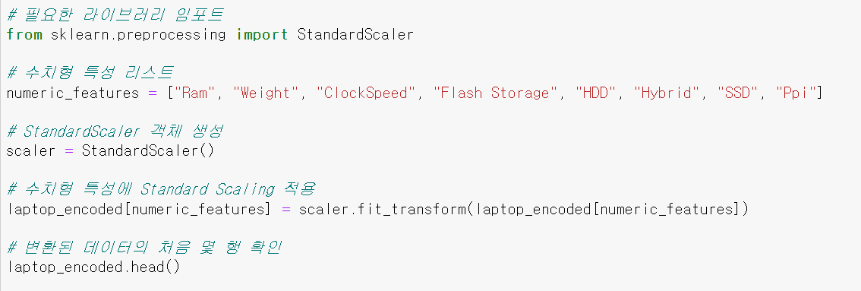 # 필요한 라이브러리 임포트
from sklearn.preprocessing import StandardScaler
# 수치형 특성 리스트
numeric_features = ["Ram", "Weight", "ClockSpeed", "Flash Storage", "HDD", "Hybrid", "SSD", "Ppi"]
# StandardScaler 객체 생성
scaler = StandardScaler()
# 수치형 특성에 Standard Scaling 적용
laptop_encoded[numeric_features] = scaler.fit_transform(laptop_encoded[numeric_features])
# 변환된 데이터의 처음 몇 행 확인
laptop_encoded.head()